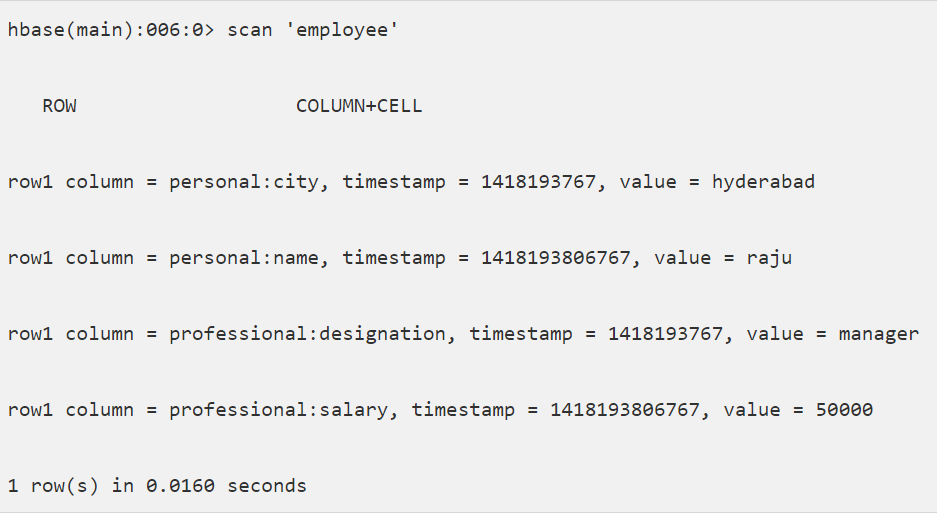 hbase(main):006:0> scan 'employee'
ROW COLUMN+CELL
row1 column = personal:city, timestamp = 1418193767, value = hyderabad
row1 column = personal:name, timestamp = 1418193806767, value = raju
row1 column = professional:designation, timestamp = 1418193767, value = manager
row1 column = professional:salary, timestamp = 1418193806767, value = 50000
1 row(s) in 0.0160 seconds